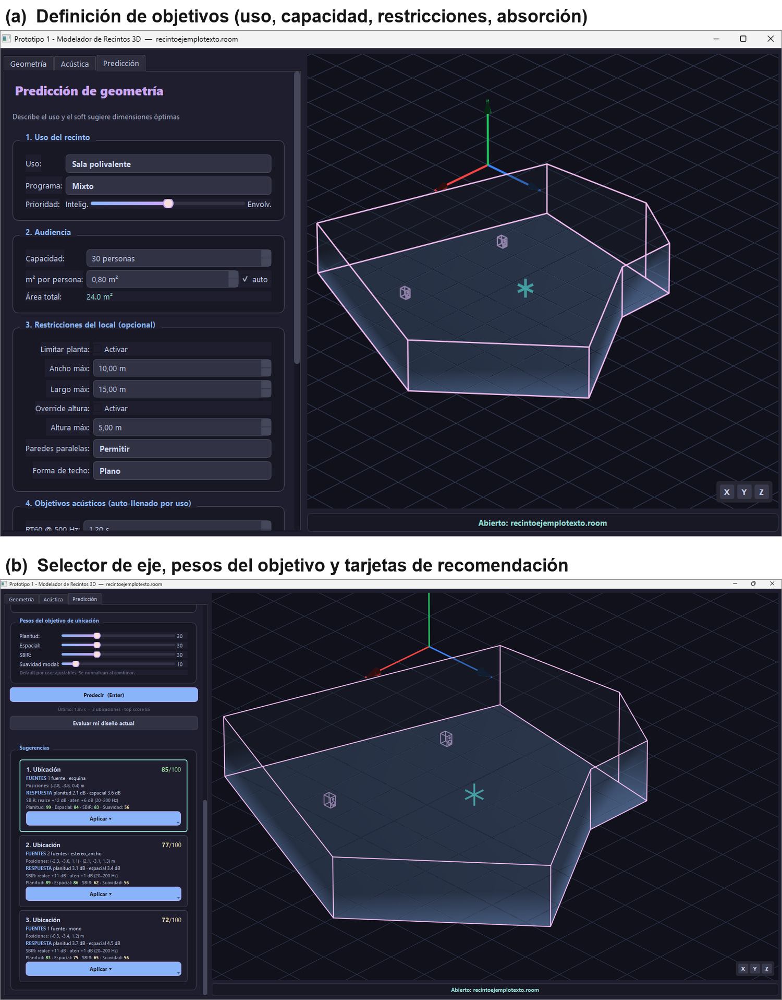 (a) Definición de objetivos (uso, capacidad, restricciones, absorción)
Prototipo 1 - Modelador de Recintos 3D — recintoejemplotexto.room
Geometría Acústica Predicción
Predicción de geometría
Describe el uso y el soft sugiere dimensiones óptimas
1. Uso del recinto
Uso: Sala polivalente
Programa: Mixto
Prioridad: Intelig. Envolv.
2. Audiencia
Capacidad: 30 personas
m² por persona: 0,80 m² ✓ auto
Área total: 24.0 m²
3. Restricciones del local (opcional)
Limitar planta: Activar
Ancho máx: 10,00 m
Largo máx: 15,00 m
Override altura: Activar
Altura máx: 5,00 m
Paredes paralelas: Permitir
Forma de techo: Plano
4. Objetivos acústicos (auto-llenado por uso)
RT60 @ 500 Hz: 1,20 s
X Y Z
Abierto: recintoejemplotexto.room
(b) Selector de eje, pesos del objetivo y tarjetas de recomendación
Prototipo 1 - Modelador de Recintos 3D — recintoejemplotexto.room
Geometría Acústica Predicción
Pesos del objetivo de ubicación
Planitud: 30
Espacial: 30
SBIR: 30
Suavidad modal: 10
Default por uso; ajustables. Se normalizan al combinar.
Predecir (Enter)
Último: 1.85 s · 3 ubicaciones · top score 85
Evaluar mi diseño actual
Sugerencias
1. Ubicación 85/100
FUENTES 1 fuente · esquina
Posiciones: (-2.8, -3.8, 0.4) m
RESPUESTA planitud 2.1 dB · espacial 3.6 dB
SBIR: realce +12 dB · aten +6 dB (20–200 Hz)
Planitud: 99 · Espacial: 84 · SBIR: 83 · Suavidad: 56
Aplicar ▾
2. Ubicación 77/100
FUENTES 2 fuentes · estereo_ancho
Posiciones: (-2.3, -3.6, 1.1) · (2.1, -3.1, 1.3) m
RESPUESTA planitud 3.1 dB · espacial 3.4 dB
SBIR: realce +11 dB · aten +1 dB (20–200 Hz)
Planitud: 89 · Espacial: 86 · SBIR: 62 · Suavidad: 56
Aplicar ▾
3. Ubicación 72/100
FUENTES 1 fuente · mono
Posiciones: (-0.3, -3.4, 1.2) m
RESPUESTA planitud 3.7 dB · espacial 4.5 dB
SBIR: realce +11 dB · aten +1 dB (20–200 Hz)
Planitud: 83 · Espacial: 75 · SBIR: 65 · Suavidad: 56
Aplicar ▾
X Y Z
Abierto: recintoejemplotexto.room